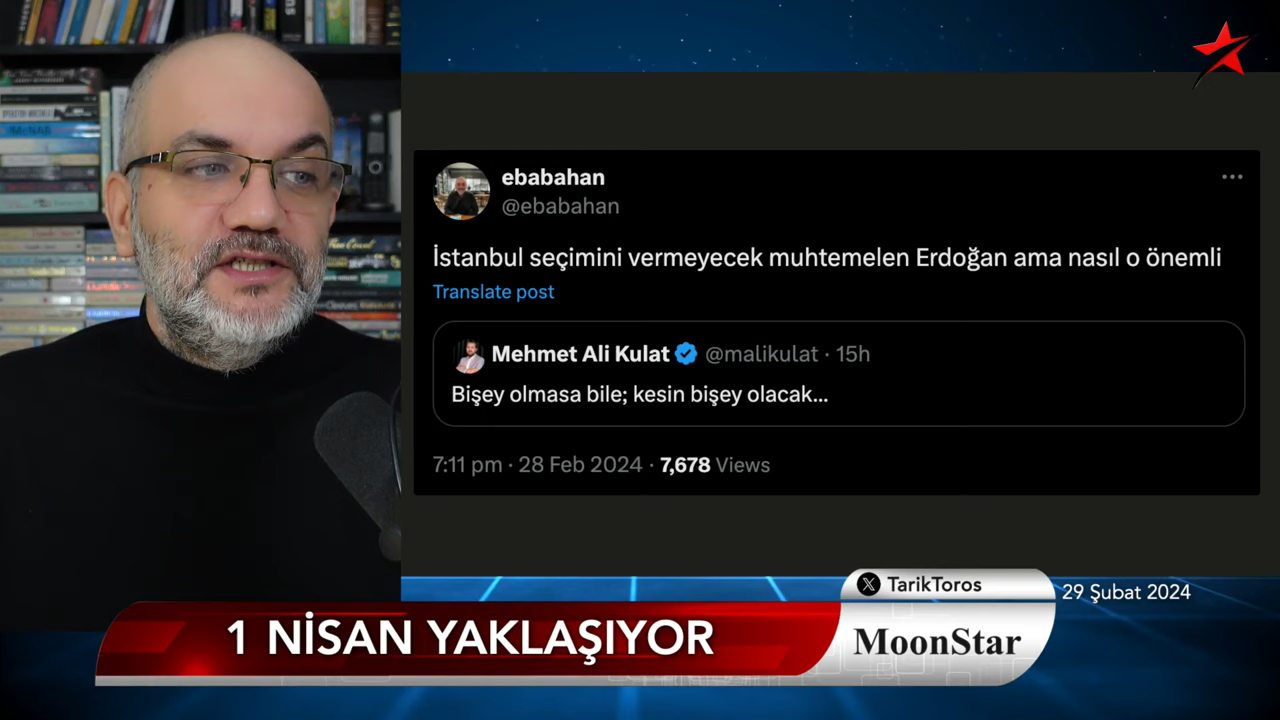 ebabahan
@ebabahan
İstanbul seçimini vermeyecek muhtemelen Erdoğan ama nasıl o önemli
Translate post
Mehmet Ali Kulat @malikulat · 15h
Bişey olmasa bile; kesin bişey olacak...
7:11 pm · 28 Feb 2024 · 7,678 Views
TarikToros
29 Şubat 2024
1 NİSAN YAKLAŞIYOR
MoonStar